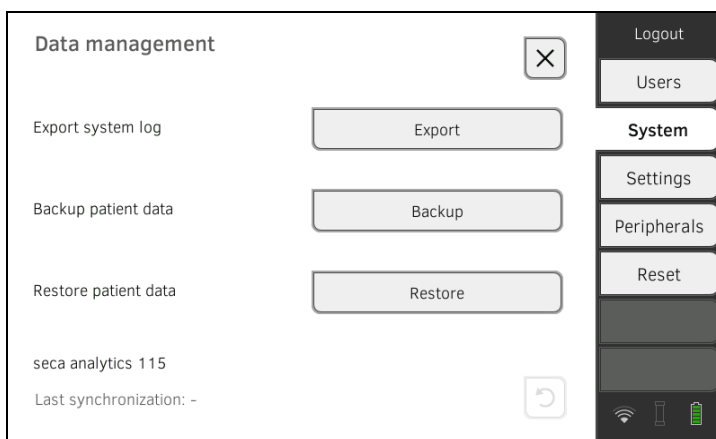 Data management
Export system log
Export
Backup patient data
Backup
Restore patient data
Restore
seca analytics 115
Last synchronization: -
Logout
Users
System
Settings
Peripherals
Reset